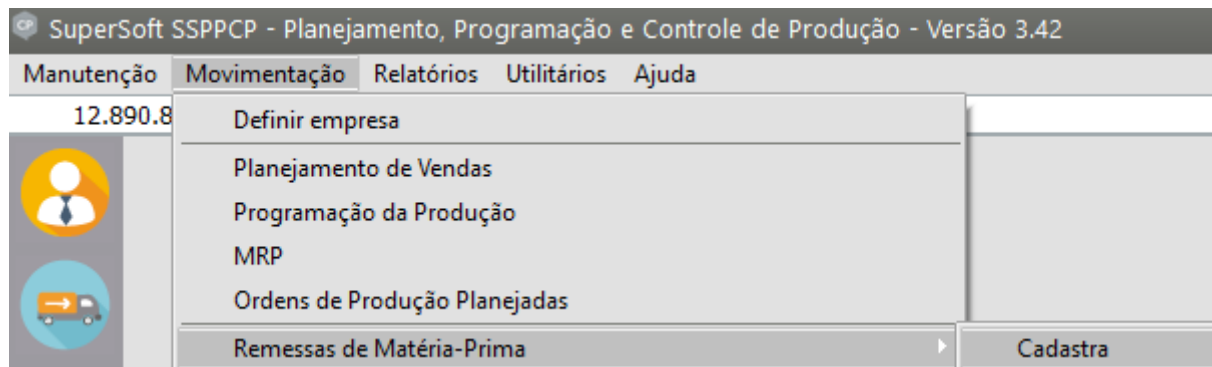 SuperSoft SSPPCP - Planejamento, Programação e Controle de Produção - Versão 3.42
Manutenção Movimentação Relatórios Utilitários Ajuda
12.890.8
Definir empresa
Planejamento de Vendas
Programação da Produção
MRP
Ordens de Produção Planejadas
Remessas de Matéria-Prima Cadastra